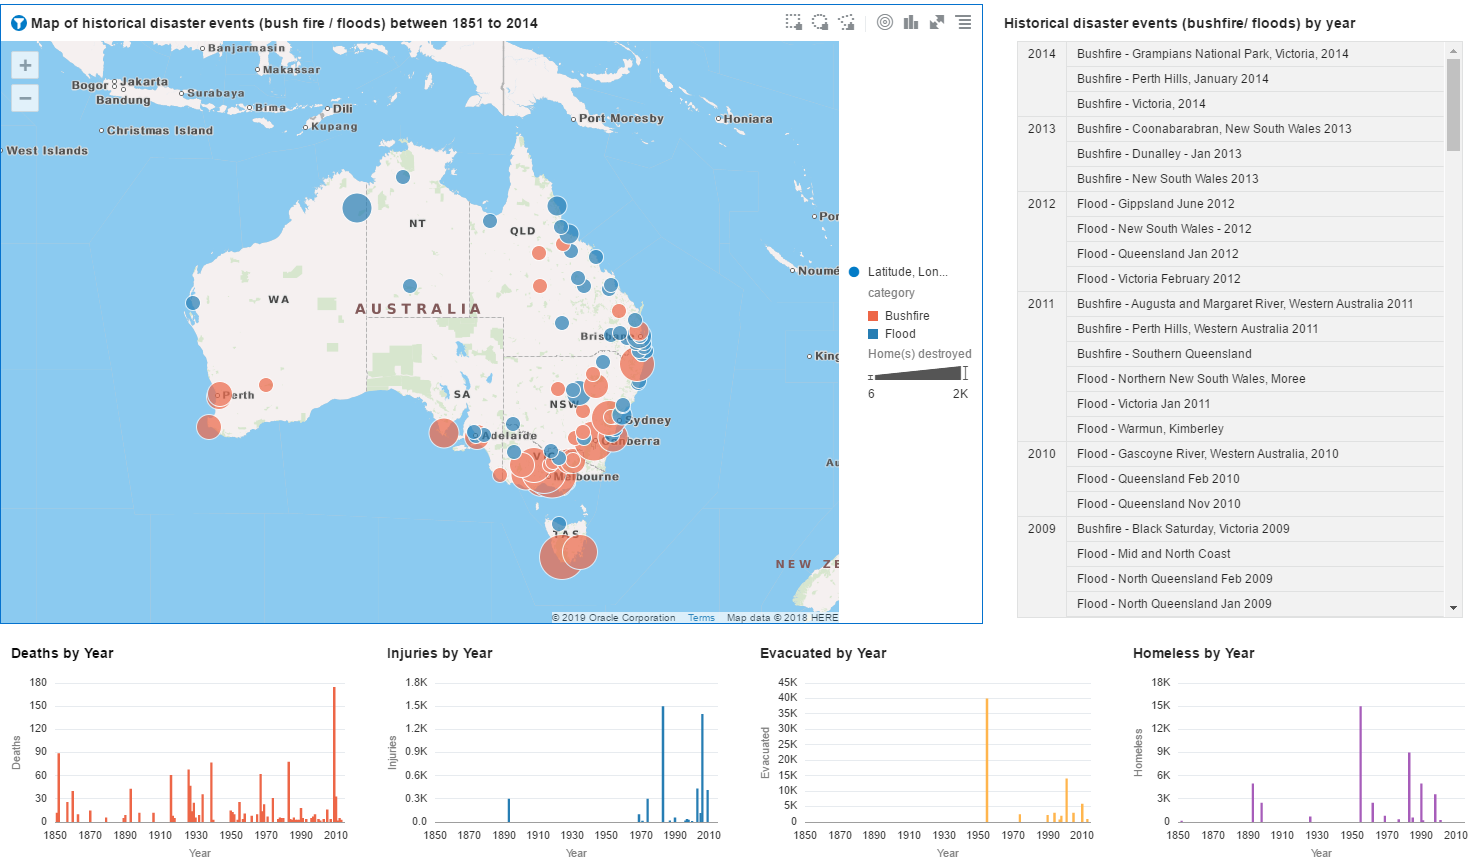 Map of historical disaster events (bush fire / floods) between 1851 to 2014
Banjarmasin
Makassar
Jakarta
Bogor
Surabaya
Bandung
Bima
Dili
Kupang
Christmas Island
West Islands
Port Moresby
Honiara
Por
Noumé
King
Au
NT
QLD
WA
AUSTRALIA
Brisbane
SA
Perth
NSW
Sydney
Adelaide
Canberra
VIC
Melbourne
TAS
NEW ZE
© 2019 Oracle Corporation Terms Map data © 2018 HERE
Latitude, Lon...
category
Bushfire
Flood
Home(s) destroyed
6 2K
Historical disaster events (bushfire/ floods) by year
2014 Bushfire - Grampians National Park, Victoria, 2014
Bushfire - Perth Hills, January 2014
Bushfire - Victoria, 2014
2013 Bushfire - Coonabarabran, New South Wales 2013
Bushfire - Dunalley - Jan 2013
Bushfire - New South Wales 2013
2012 Flood - Gippsland June 2012
Flood - New South Wales - 2012
Flood - Queensland Jan 2012
Flood - Victoria February 2012
2011 Bushfire - Augusta and Margaret River, Western Australia 2011
Bushfire - Perth Hills, Western Australia 2011
Bushfire - Southern Queensland
Flood - Northern New South Wales, Moree
Flood - Victoria Jan 2011
Flood - Warmun, Kimberley
2010 Flood - Gascoyne River, Western Australia, 2010
Flood - Queensland Feb 2010
Flood - Queensland Nov 2010
2009 Bushfire - Black Saturday, Victoria 2009
Flood - Mid and North Coast
Flood - North Queensland Feb 2009
Flood - North Queensland Jan 2009
Deaths by Year
180
150
120
90
60
30
0
Deaths
1850 1870 1890 1910 1930 1950 1970 1990 2010
Year
Injuries by Year
1.8K
1.5K
1.2K
0.9K
0.6K
0.3K
0.0
Injuries
1850 1870 1890 1910 1930 1950 1970 1990 2010
Year
Evacuated by Year
45K
40K
35K
30K
25K
20K
15K
10K
5K
0
Evacuated
1850 1870 1890 1910 1930 1950 1970 1990 2010
Year
Homeless by Year
18K
15K
12K
9K
6K
3K
0
Homeless
1850 1870 1890 1910 1930 1950 1970 1990 2010
Year